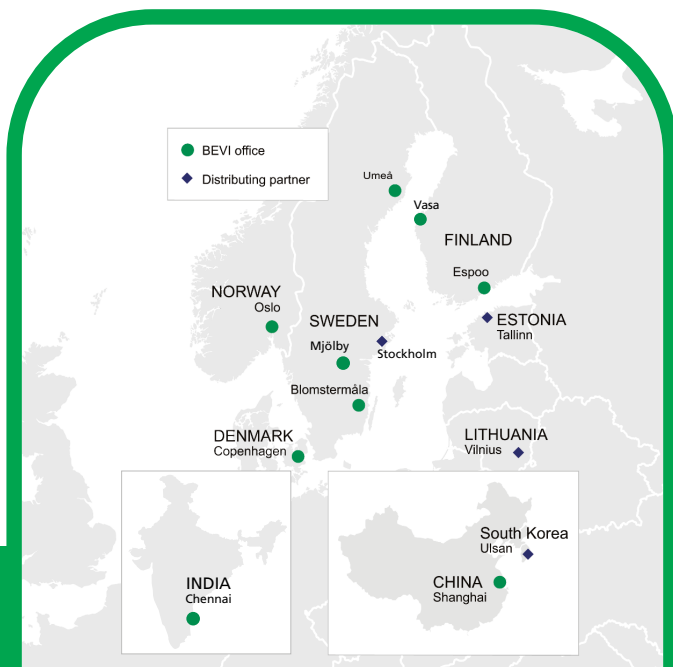 BEVI office
Distributing partner
Umeå
Vasa
FINLAND
Espoo
NORWAY
Oslo
SWEDEN
ESTONIA
Tallinn
Mjölby
Stockholm
Blomstermåla
DENMARK
Copenhagen
LITHUANIA
Vilnius
South Korea
Ulsan
INDIA
Chennai
CHINA
Shanghai